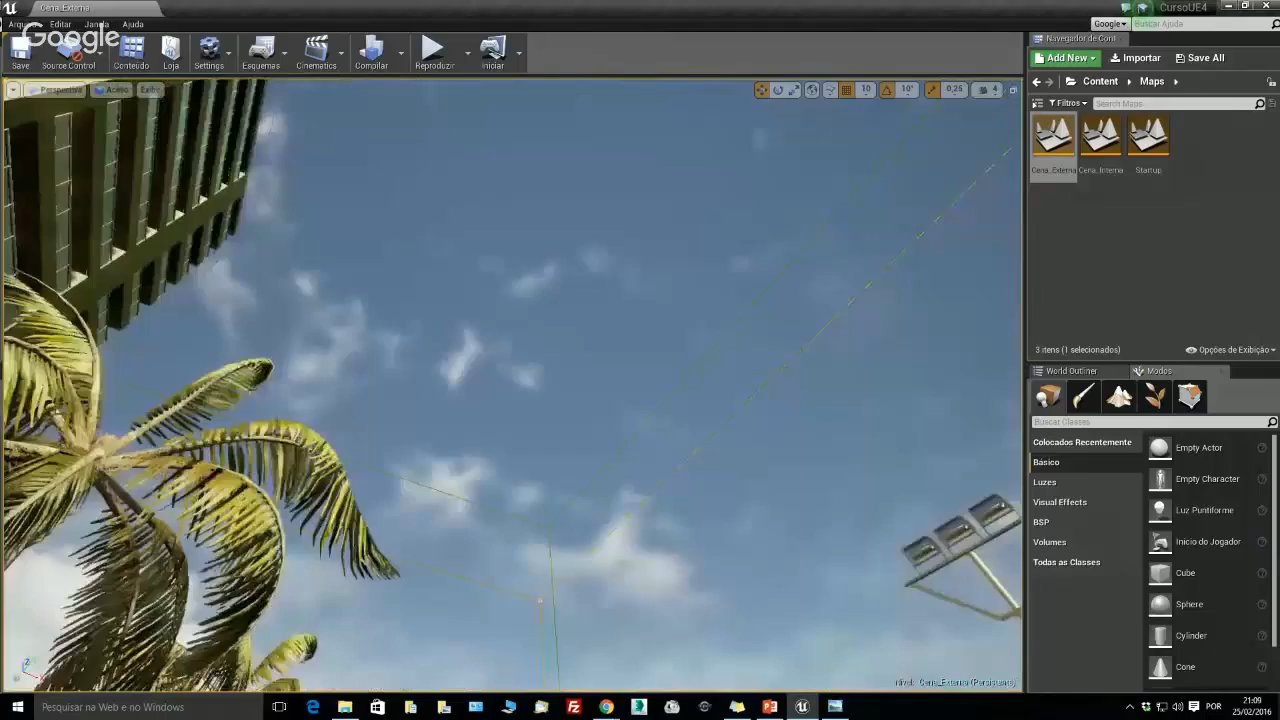 Cena_Externa
CursoUE4
Editar
Ajuda
Google
Buscar Ajuda
Google
Save
Source Control
Conteúdo
Loja
Settings
Esquemas
Cinematics
Compilar
Reproduzir
Iniciar
Navegador de Cont
Add New
Importar
Save All
Content
Maps
Filtros
Search Maps
Cena_Externa
Cena_Interna
Startup
Perspectiva
Aceso
Exibir
10
10°
0,25
4
3 itens (1 selecionados)
Opções de Exibição
World Outliner
Modos
Buscar Classes
Colocados Recentemente
Básico
Luzes
Visual Effects
BSP
Volumes
Todas as Classes
Empty Actor
Empty Character
Luz Puntiforme
Início do Jogador
Cube
Sphere
Cylinder
Cone
Nível: Cena_Externa (Persistente)
Pesquisar na Web e no Windows
POR
21:09
25/02/2016